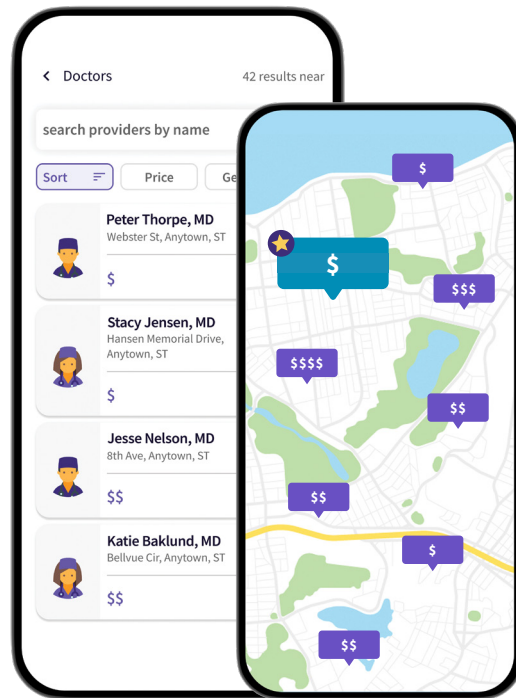 Doctors
42 results near
search providers by name
Sort
Price
Ge
Peter Thorpe, MD
Webster St, Anytown, ST
$
Stacy Jensen, MD
Hansen Memorial Drive,
Anytown, ST
$
Jesse Nelson, MD
8th Ave, Anytown, ST
$$
Katie Baklund, MD
Bellvue Cir, Anytown, ST
$$
$
$
$$$
$$$$
$$
$$
$
$$